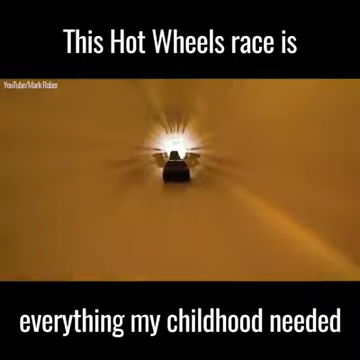 This Hot Wheels race is
YouTube/Mark Rober
everything my childhood needed